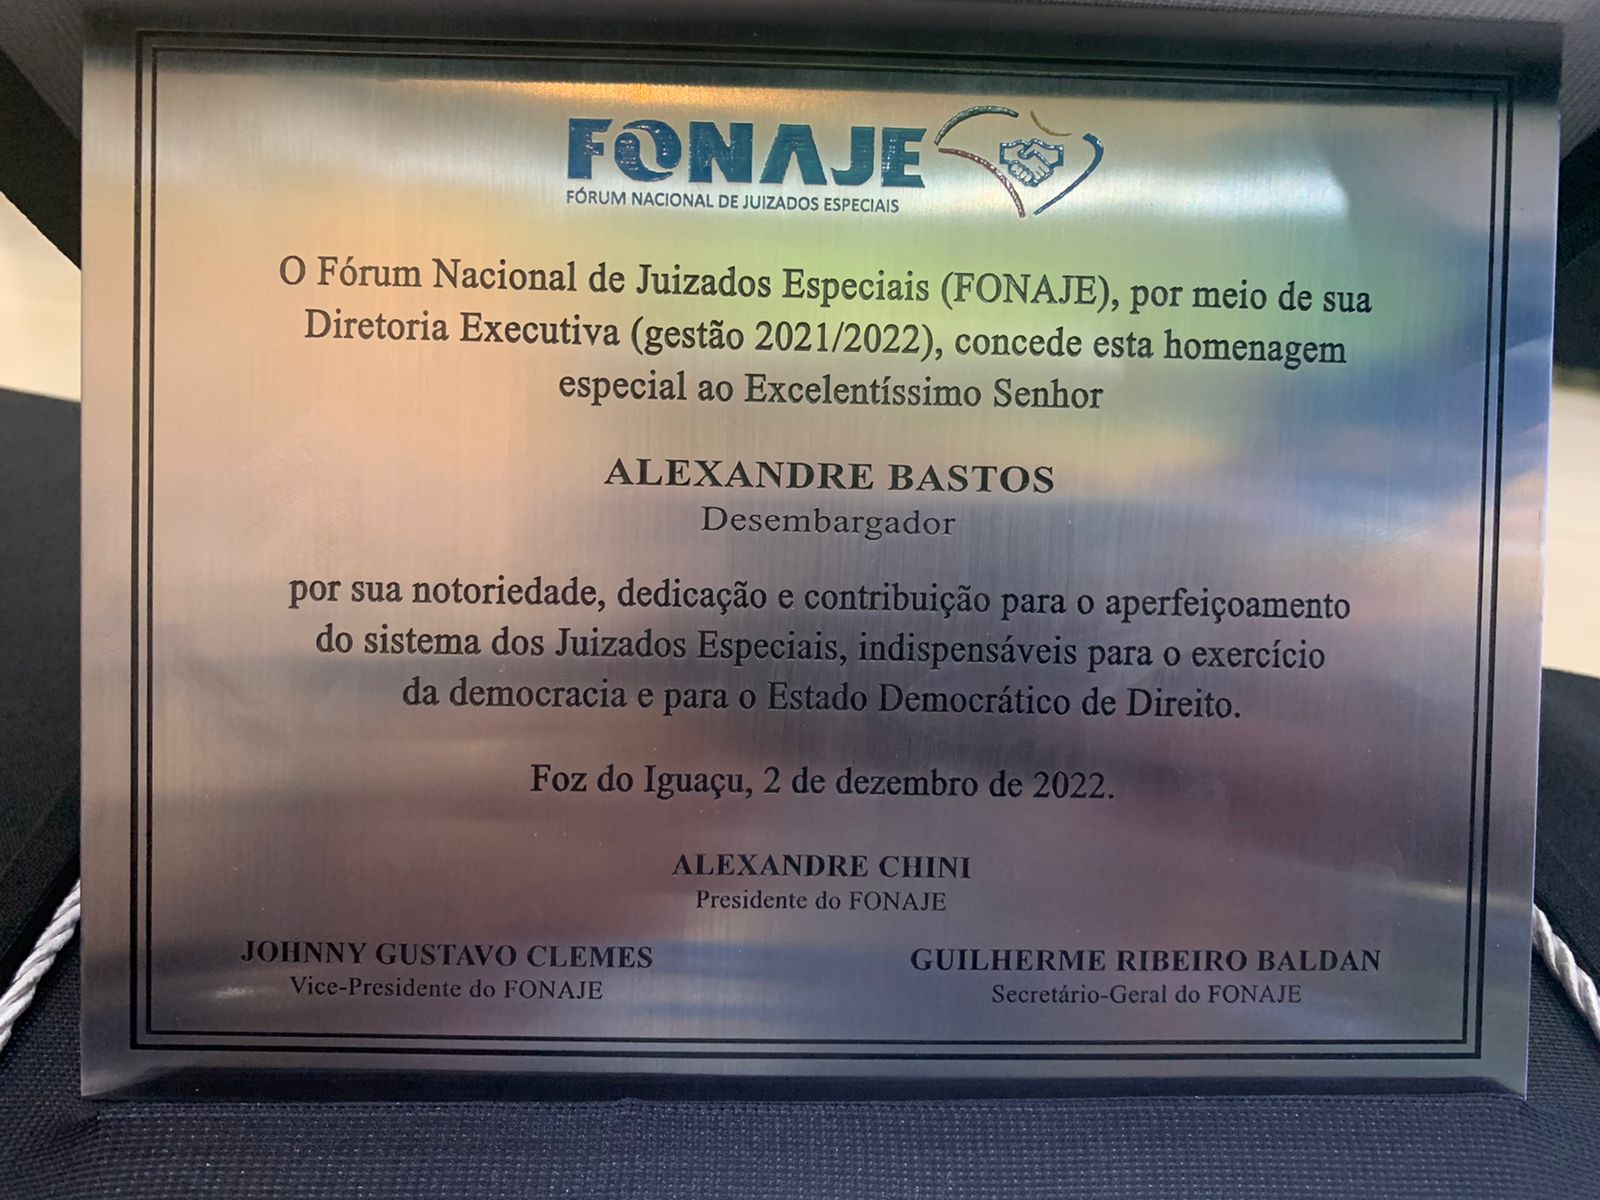 FONAJE
FÓRUM NACIONAL DE JUIZADOS ESPECIAIS
O Fórum Nacional de Juizados Especiais (FONAJE), por meio de sua
Diretoria Executiva (gestão 2021/2022), concede esta homenagem
especial ao Excelentíssimo Senhor
ALEXANDRE BASTOS
Desembargador
por sua notoriedade, dedicação e contribuição para o aperfeiçoamento
do sistema dos Juizados Especiais, indispensáveis para o exercício
da democracia e para o Estado Democrático de Direito.
Foz do Iguaçu, 2 de dezembro de 2022.
ALEXANDRE CHINI
Presidente do FONAJE
JOHNNY GUSTAVO CLEMES
Vice-Presidente do FONAJE
GUILHERME RIBEIRO BALDAN
Secretário-Geral do FONAJE